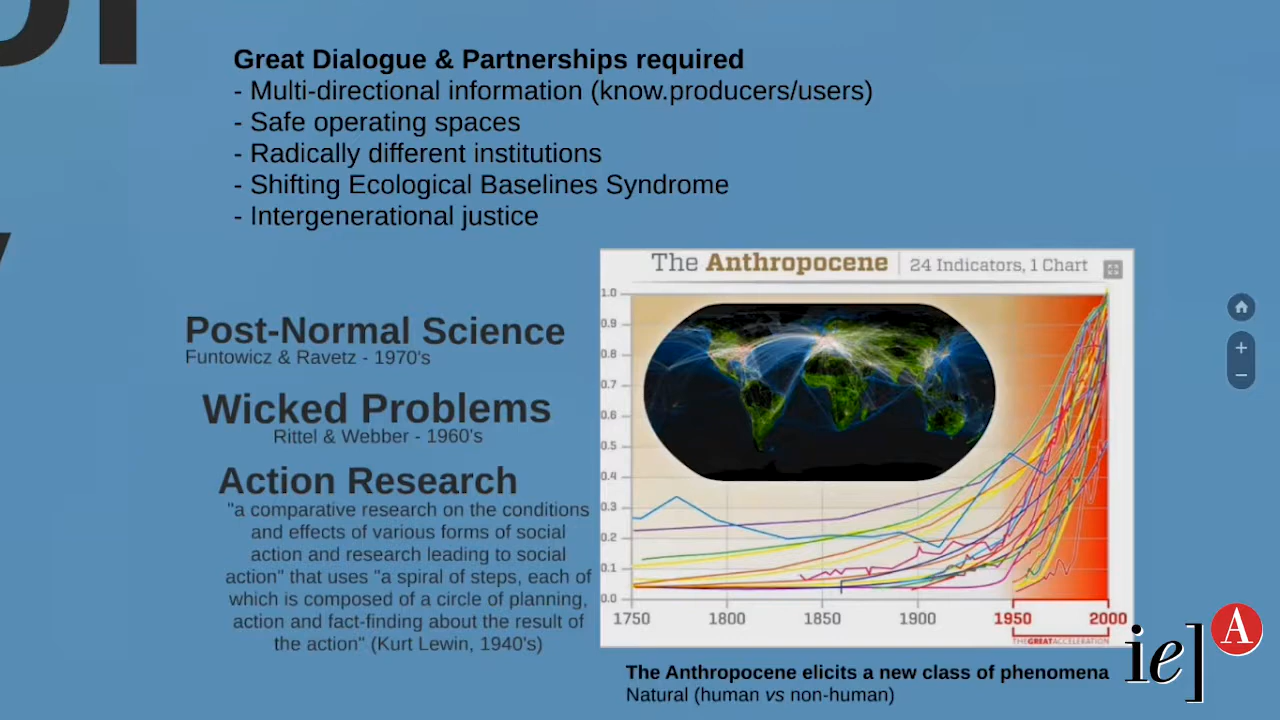 Great Dialogue & Partnerships required
- Multi-directional information (know.producers/users)
- Safe operating spaces
- Radically different institutions
- Shifting Ecological Baselines Syndrome
- Intergenerational justice
Post-Normal Science
Funtowicz & Ravetz - 1970's
Wicked Problems
Rittel & Webber - 1960's
Action Research
"a comparative research on the conditions
and effects of various forms of social
action and research leading to social
action" that uses "a spiral of steps, each of
which is composed of a circle of planning,
action and fact-finding about the result of
the action" (Kurt Lewin, 1940's)
The Anthropocene | 24 Indicators, 1 Chart
1.0
0.9
0.8
0.7
0.6
0.5
0.4
0.3
0.2
0.1
0.0
1750 1800 1850 1900 1950 2000
THE GREAT ACCELERATION
The Anthropocene elicits a new class of phenomena
Natural (human vs non-human)
ie] A